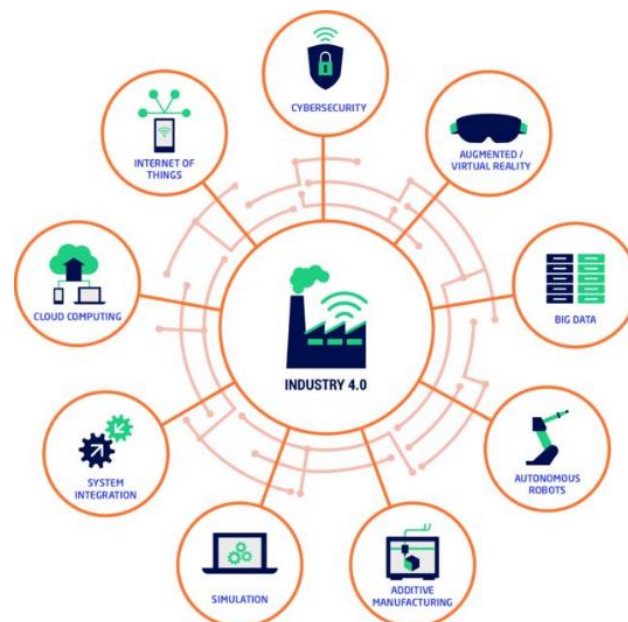 CYBERSECURITY
AUGMENTED /
VIRTUAL REALITY
BIG DATA
AUTONOMOUS
ROBOTS
ADDITIVE
MANUFACTURING
SIMULATION
SYSTEM
INTEGRATION
CLOUD COMPUTING
INTERNET OF
THINGS
INDUSTRY 4.0